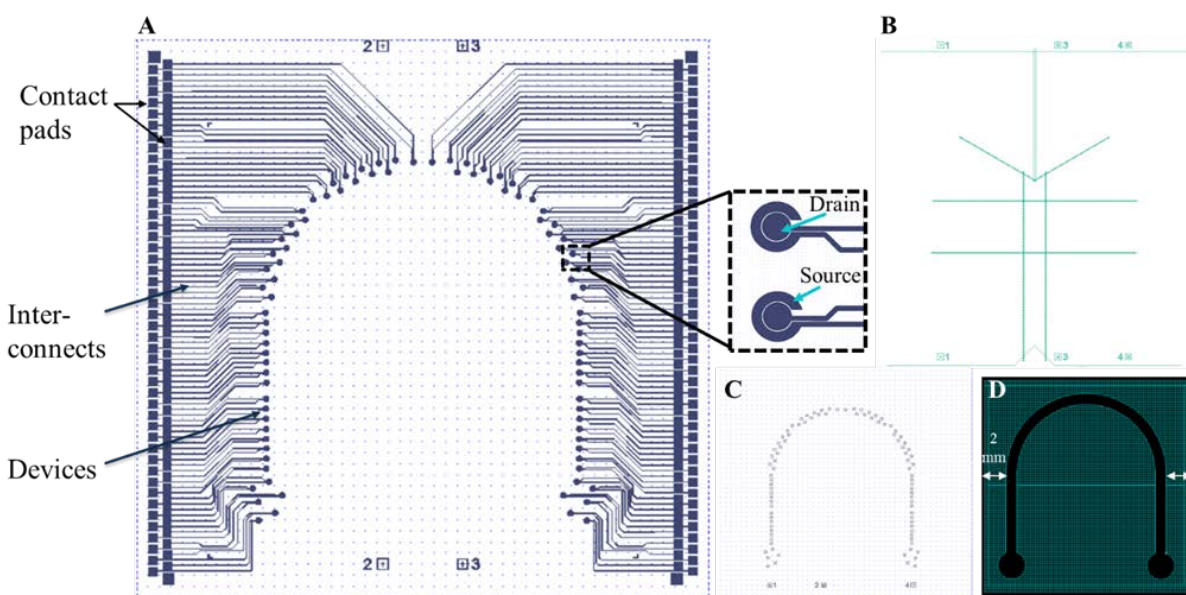 A
B
2 3
1 3 4
Contact
pads
Drain
Source
Inter-
connects
1 3 4
C
D
2
mm
Devices
2 3
1 2 4